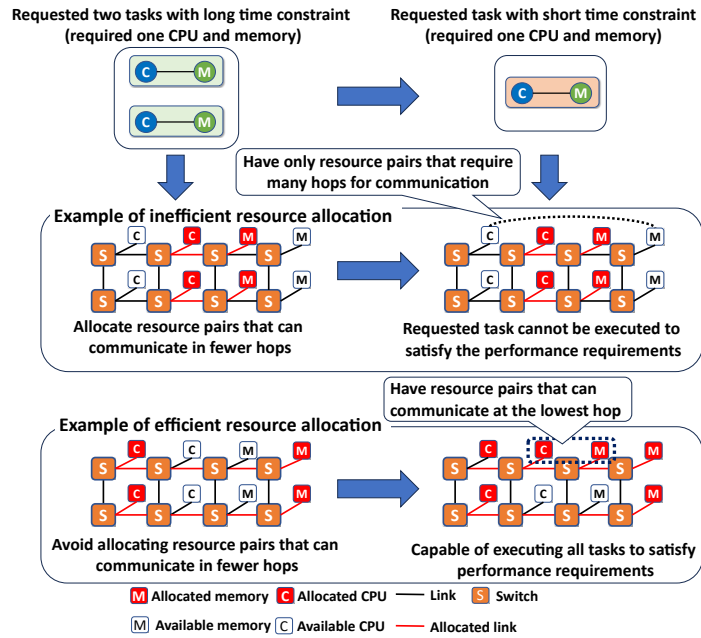 Requested two tasks with long time constraint
(required one CPU and memory)
Requested task with short time constraint
(required one CPU and memory)
C M
C M
C M
Have only resource pairs that require
many hops for communication
Example of inefficient resource allocation
C C M M
S S S S
C C M M
S S S S
Allocate resource pairs that can
communicate in fewer hops
C C M M
S S S S
C C M M
S S S S
Requested task cannot be executed to
satisfy the performance requirements
Have resource pairs that can
communicate at the lowest hop
Example of efficient resource allocation
C C M M
S S S S
C C M M
S S S S
Avoid allocating resource pairs that can
communicate in fewer hops
C C M M
S S S S
C C M M
S S S S
Capable of executing all tasks to satisfy
performance requirements
M Allocated memory C Allocated CPU Link S Switch
M Available memory C Available CPU Allocated link